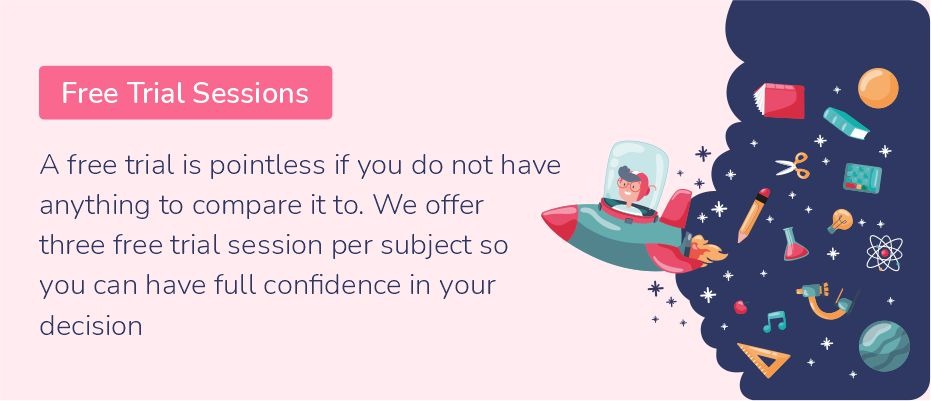 Free Trial Sessions
A free trial is pointless if you do not have
anything to compare it to. We offer
three free trial session per subject so
you can have full confidence in your
decision